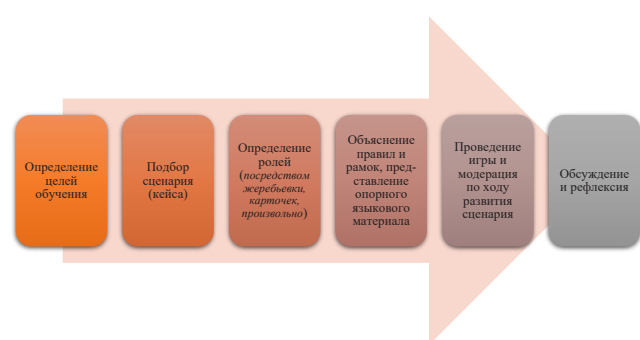 Определение
целей
обучения
Подбор
сценария
(кейса)
Определение
ролей
(посредством
жеребьевки,
карточек,
произвольно)
Объяснение
правил и
рамок, пред-
ставление
опорного
языкового
материала
Проведение
игры и
модерация
по ходу
развития
сценария
Обсуждение
и рефлексия